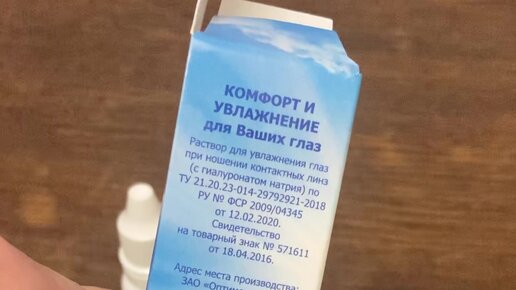 КОМФОРТ И
УВЛАЖНЕНИЕ
для Ваших глаз
Раствор для увлажнения глаз
при ношении контактных линз
(с гиалуронатом натрия) по
ТУ 21.20.23-014-29792921-2018
РУ № ФСР 2009/04345
от 12.02.2020.
Свидетельство
на товарный знак № 571611
от 18.04.2016.
Адрес места производства:
ЗАО